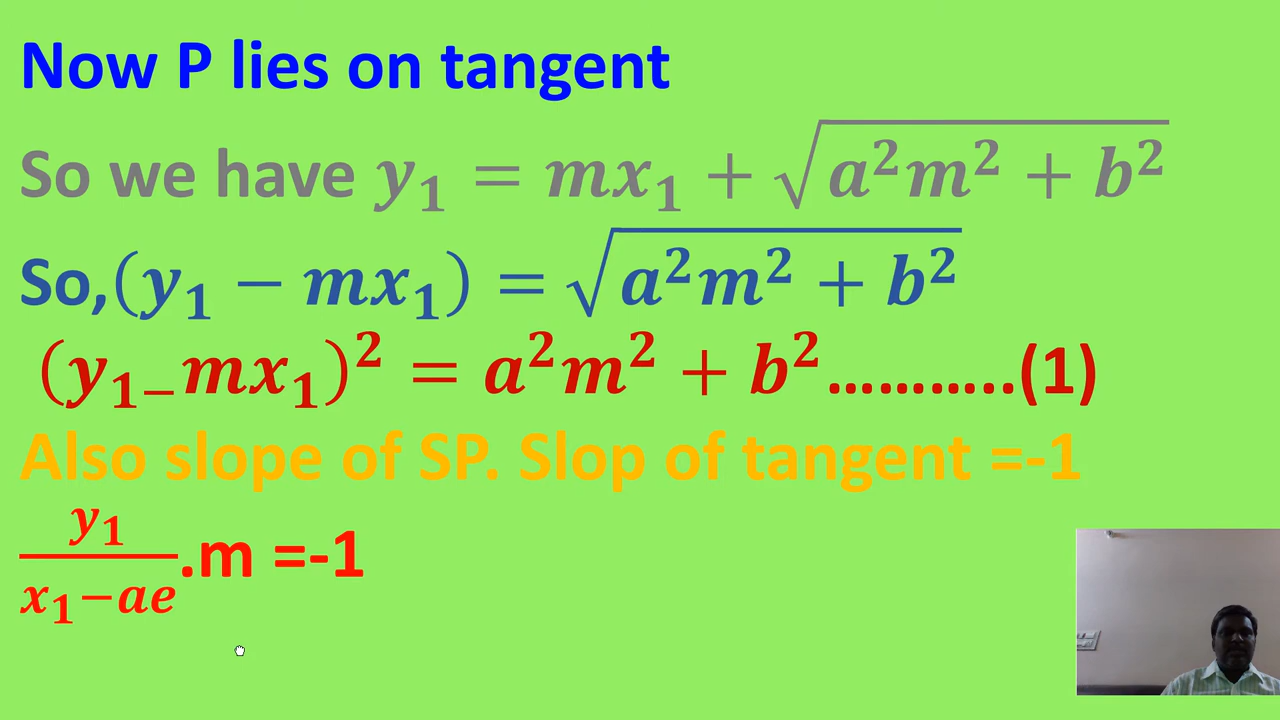 Now P lies on tangent
So we have y₁ = mx₁ + √(a²m² + b²)
So,(y₁ − mx₁) = √(a²m² + b²)
(y₁₋mx₁)² = a²m² + b²………..(1)
Also slope of SP. Slop of tangent =-1
y₁/(x₁−ae).m =-1